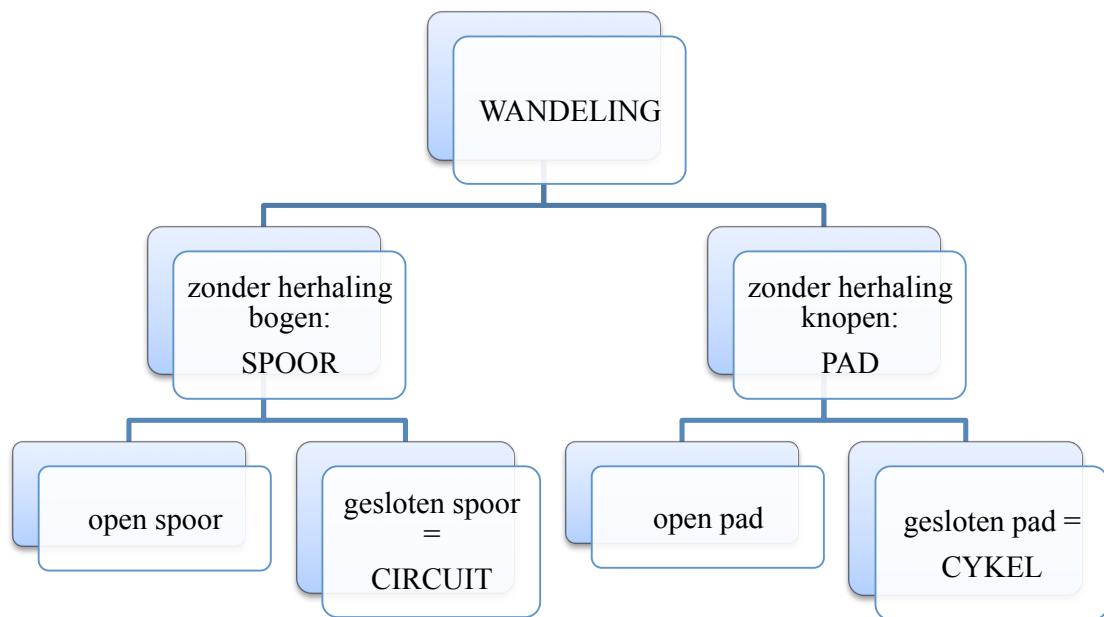 WANDELING
zonder herhaling
bogen:
SPOOR
zonder herhaling
knopen:
PAD
open spoor
gesloten spoor
=
CIRCUIT
open pad
gesloten pad =
CYKEL